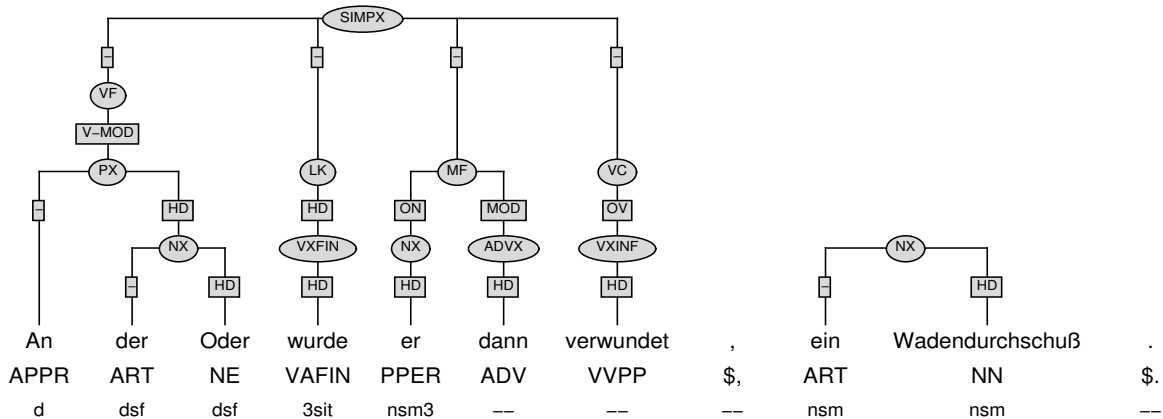 SIMPX
– – – –
VF
V–MOD
PX LK MF VC
– HD HD ON MOD OV
NX VXFIN NX ADVX VXINF NX
– HD HD HD HD HD – HD
An der Oder wurde er dann verwundet , ein Wadendurchschuß .
APPR ART NE VAFIN PPER ADV VVPP $, ART NN $.
d dsf dsf 3sit nsm3 –– –– –– nsm nsm ––